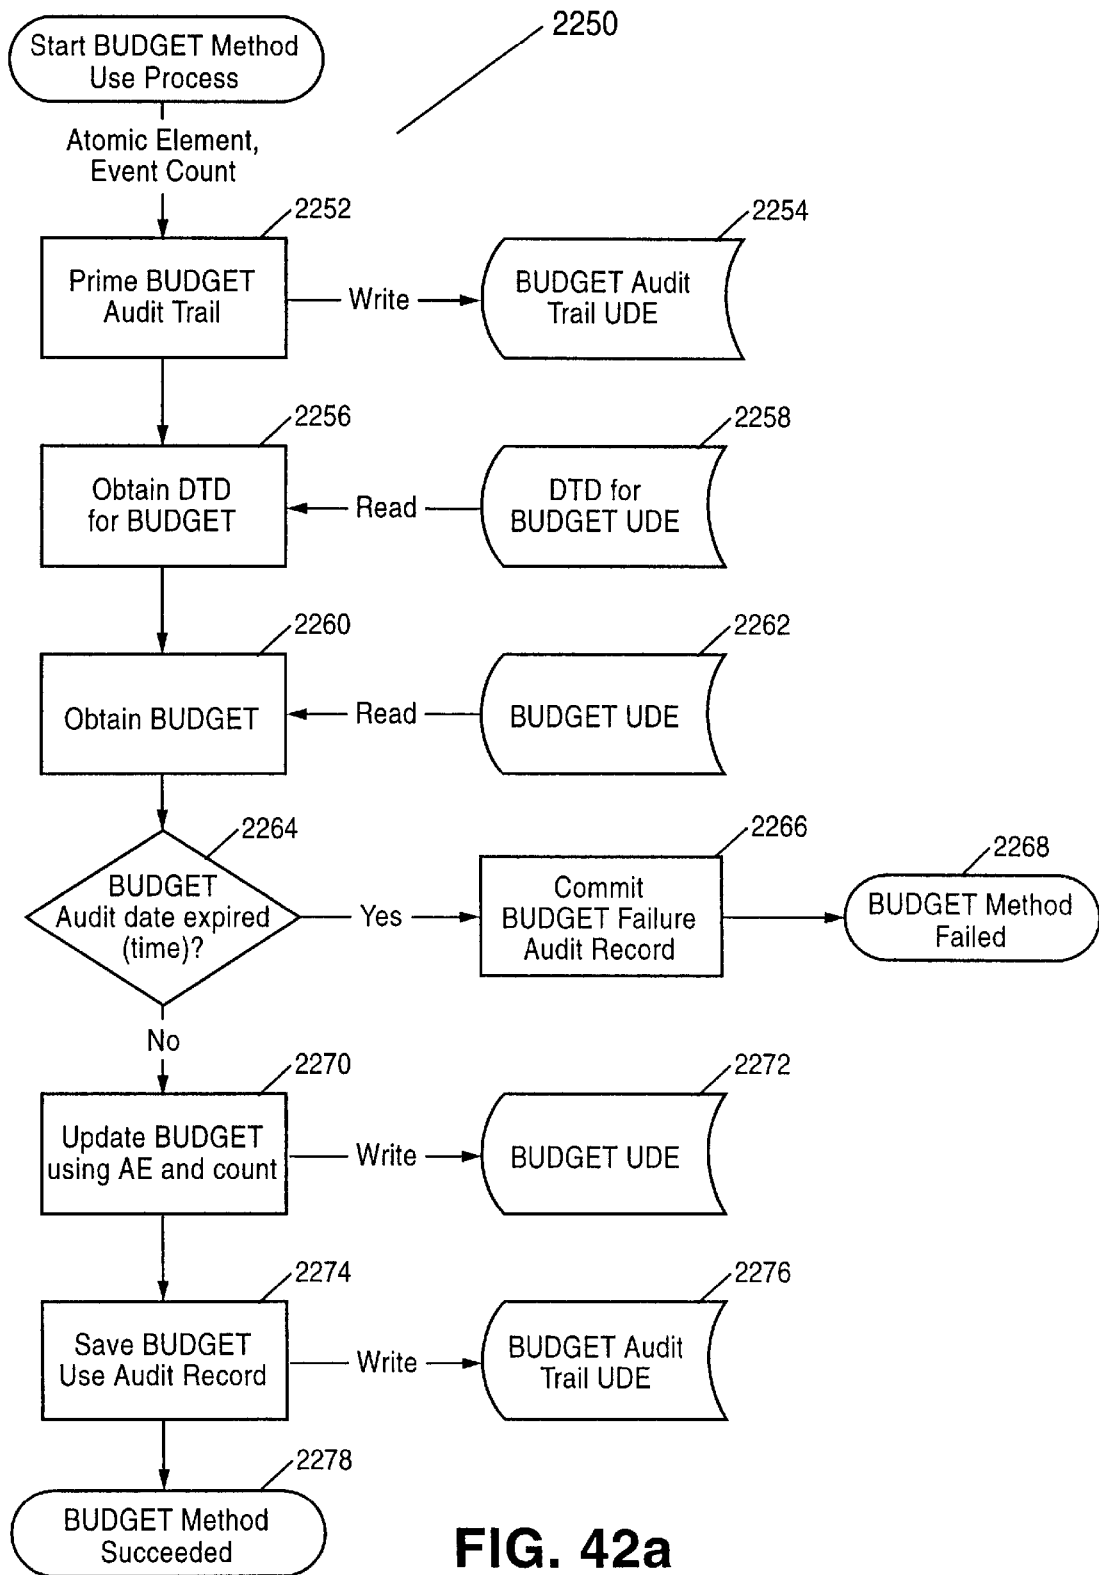 2250
Start BUDGET Method
Use Process
Atomic Element,
Event Count
2252
Prime BUDGET
Audit Trail
Write
2254
BUDGET Audit
Trail UDE
2256
Obtain DTD
for BUDGET
Read
2258
DTD for
BUDGET UDE
2260
Obtain BUDGET
Read
2262
BUDGET UDE
2264
BUDGET
Audit date expired
(time)?
Yes
2266
Commit
BUDGET Failure
Audit Record
2268
BUDGET Method
Failed
No
2270
Update BUDGET
using AE and count
Write
2272
BUDGET UDE
2274
Save BUDGET
Use Audit Record
Write
2276
BUDGET Audit
Trail UDE
2278
BUDGET Method
Succeeded
FIG. 42a